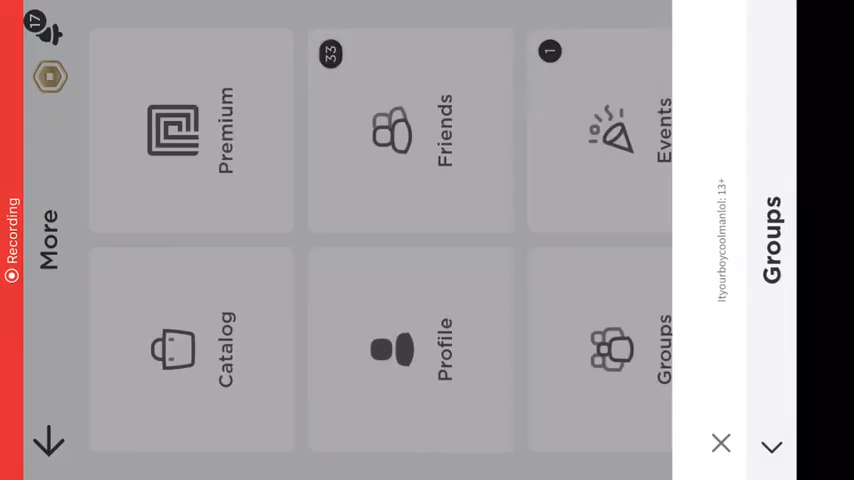 Recording
More
17
Catalog
Premium
Profile
Friends
33
Groups
Events
1
Ityourboycoolmanlol: 13+
Groups